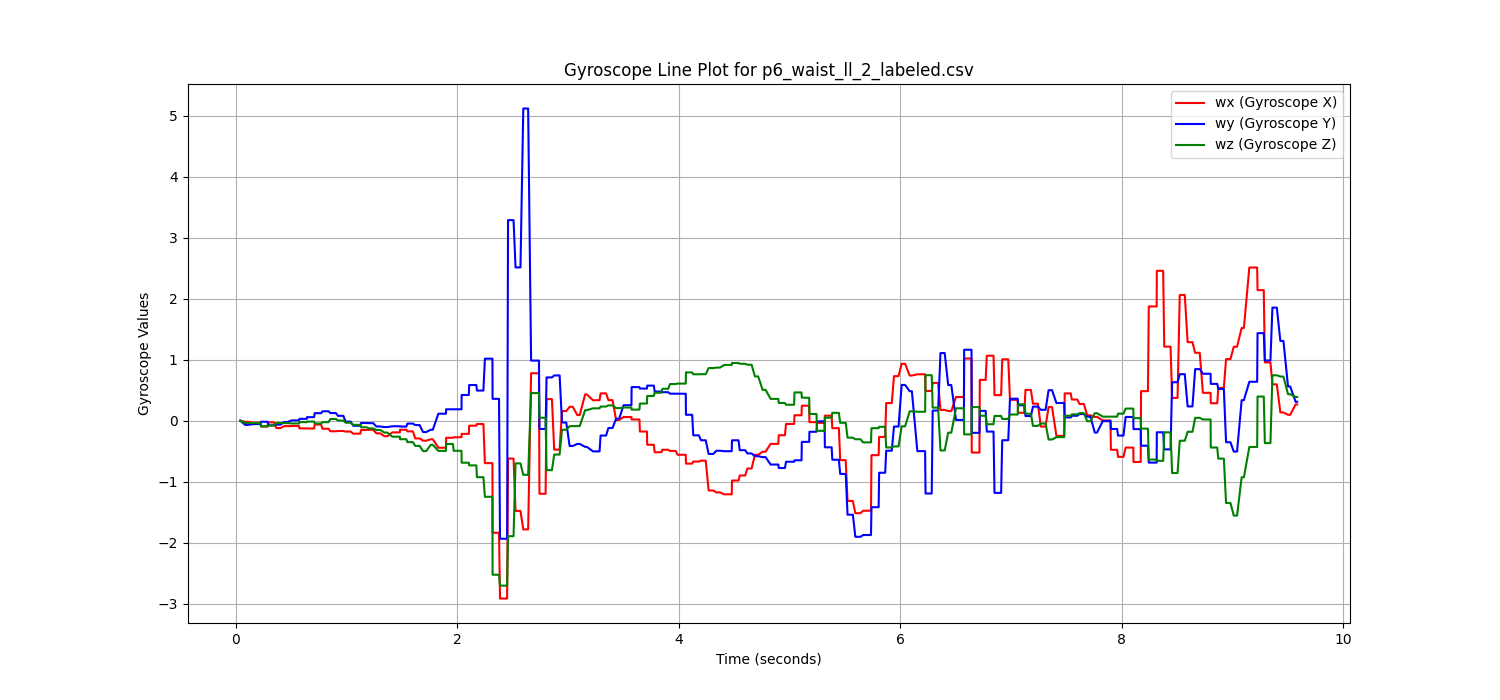 Gyroscope Line Plot for p6_waist_ll_2_labeled.csv
wx (Gyroscope X)
wy (Gyroscope Y)
wz (Gyroscope Z)
Gyroscope Values
5
4
3
2
1
0
−1
−2
−3
0 2 4 6 8 10
Time (seconds)